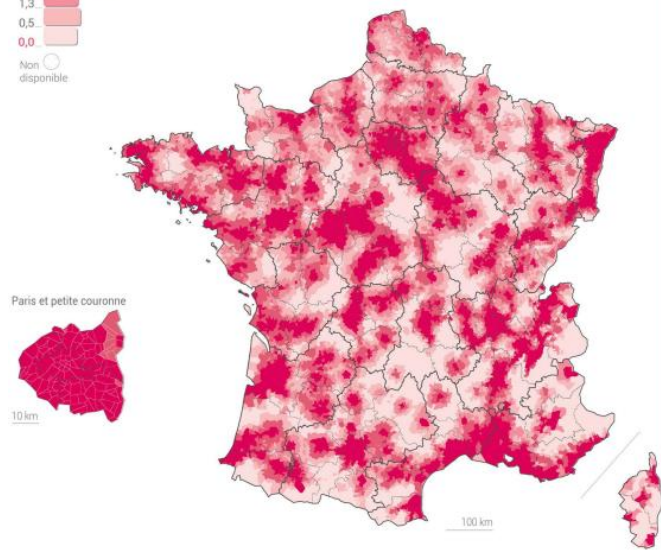 1,3
0,5
0,0
Non
disponible
Paris et petite couronne
10 km
100 km